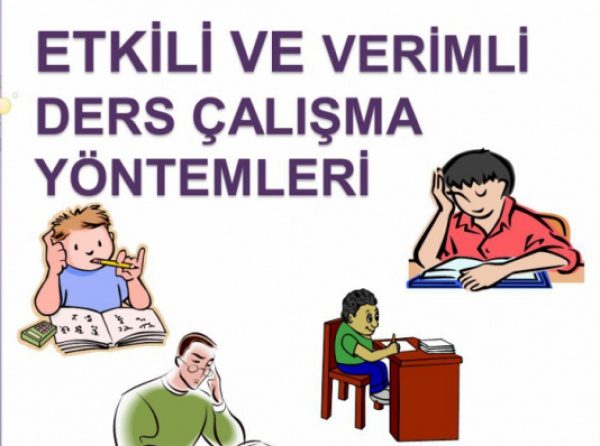 ETKİLİ VE VERİMLİ
DERS ÇALIŞMA
YÖNTEMLERİ